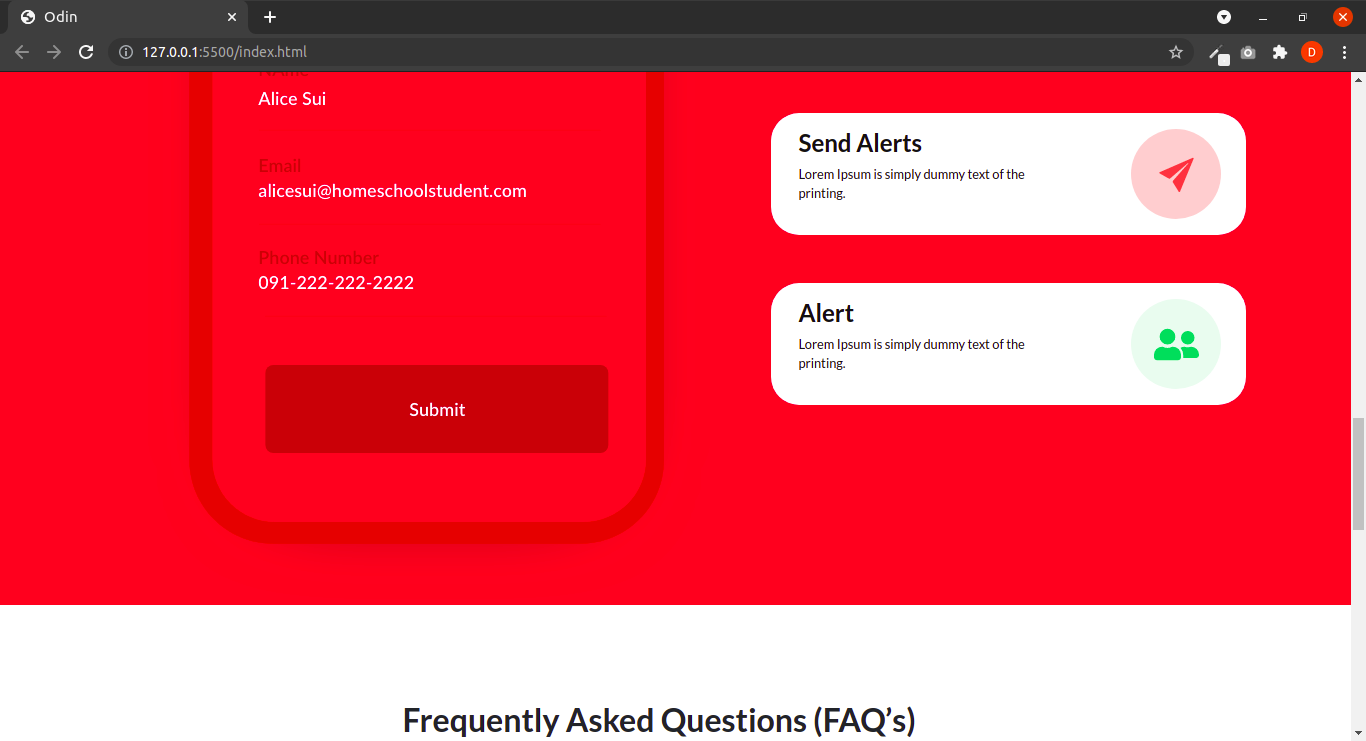 Odin
127.0.0.1:5500/index.html
D
NAme
Alice Sui
Email
alicesui@homeschoolstudent.com
Phone Number
091-222-222-2222
Submit
Send Alerts
Lorem Ipsum is simply dummy text of the
printing.
Alert
Lorem Ipsum is simply dummy text of the
printing.
Frequently Asked Questions (FAQ’s)